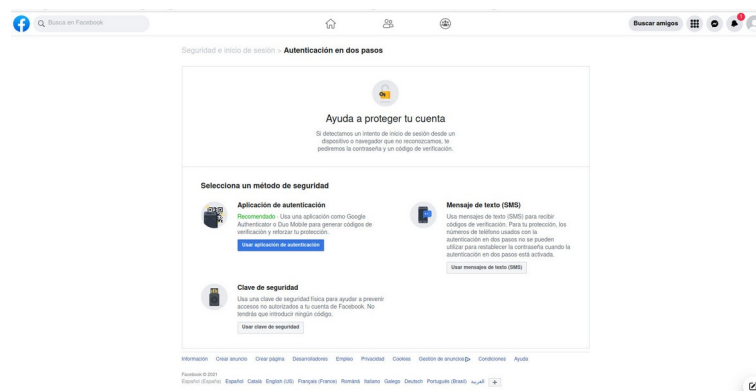 Busca en Facebook
Buscar amigos
Seguridad e inicio de sesión > Autenticación en dos pasos
Ayuda a proteger tu cuenta
Si detectamos un intento de inicio de sesión desde un
dispositivo o navegador que no reconozcamos, te
pediremos la contraseña y un código de verificación.
Selecciona un método de seguridad
Aplicación de autenticación
Recomendado · Usa una aplicación como Google
Authenticator o Duo Mobile para generar códigos de
verificación y reforzar tu protección.
Usar aplicación de autenticación
Mensaje de texto (SMS)
Usa mensajes de texto (SMS) para recibir
códigos de verificación. Para tu protección, los
números de teléfono usados con la
autenticación en dos pasos no se pueden
utilizar para restablecer la contraseña cuando la
autenticación en dos pasos está activada.
Usar mensajes de texto (SMS)
Clave de seguridad
Usa una clave de seguridad física para ayudar a prevenir
accesos no autorizados a tu cuenta de Facebook. No
tendrás que introducir ningún código.
Usar clave de seguridad
Información Crear anuncio Crear página Desarrolladores Empleo Privacidad Cookies Gestión de anuncios Condiciones Ayuda
Facebook © 2021
Español (España) Español Català English (US) Français (France) Română Italiano Galego Deutsch Português (Brasil) العربية